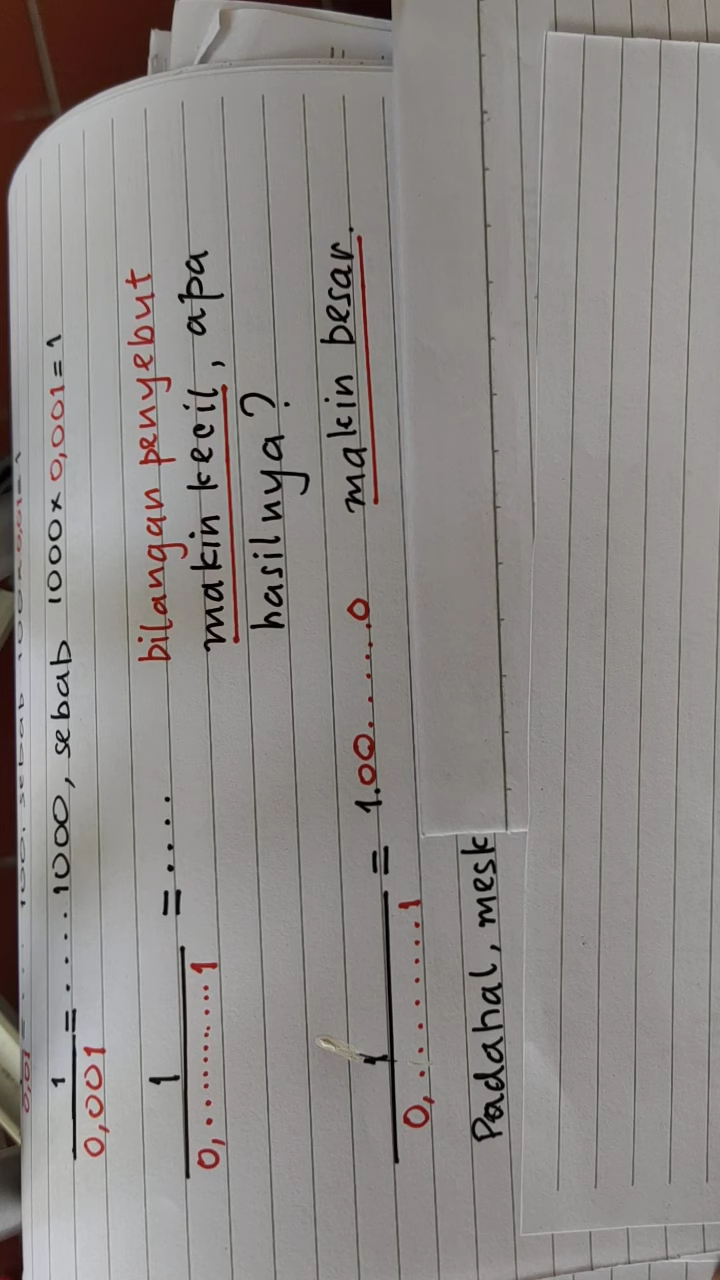 1
0,001 = ..... 1000, sebab 1000 x 0,001 = 1
bilangan penyebut
1
0,..........1 = ....
makin kecil, apa
hasilnya?
1
0,.........1 = 1.00.......0 makin besar.
Padahal, mesk